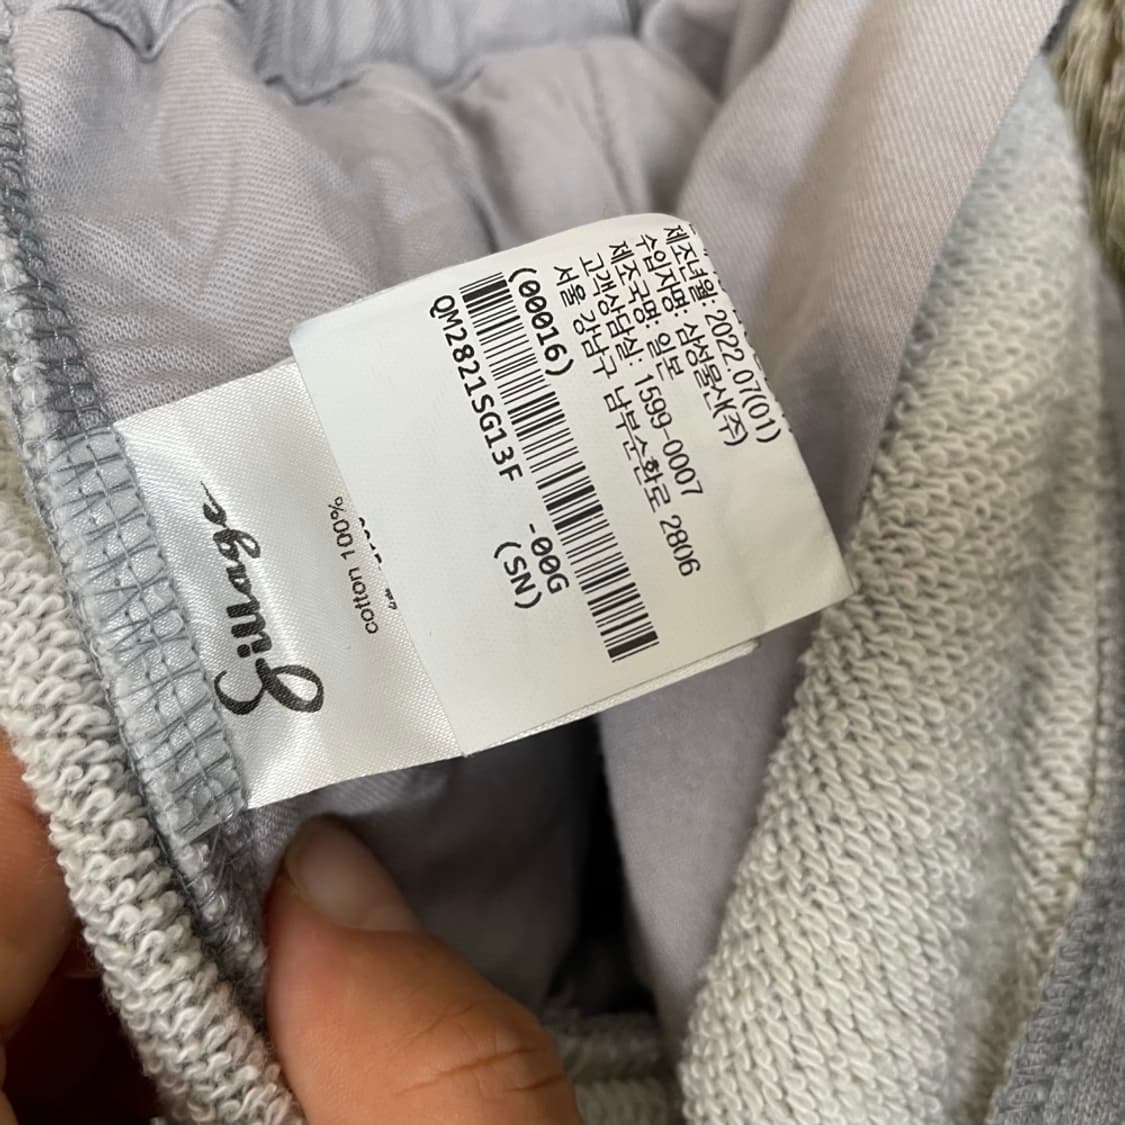 Sillage
cotton 100%
제조년월: 2022.07(01)
수입자명: 삼성물산(주)
제조국명: 일본
고객상담실: 1599-0007
서울 강남구 남부순환로 2806
(00016)
-00G
QM2821SG13F
(SN)